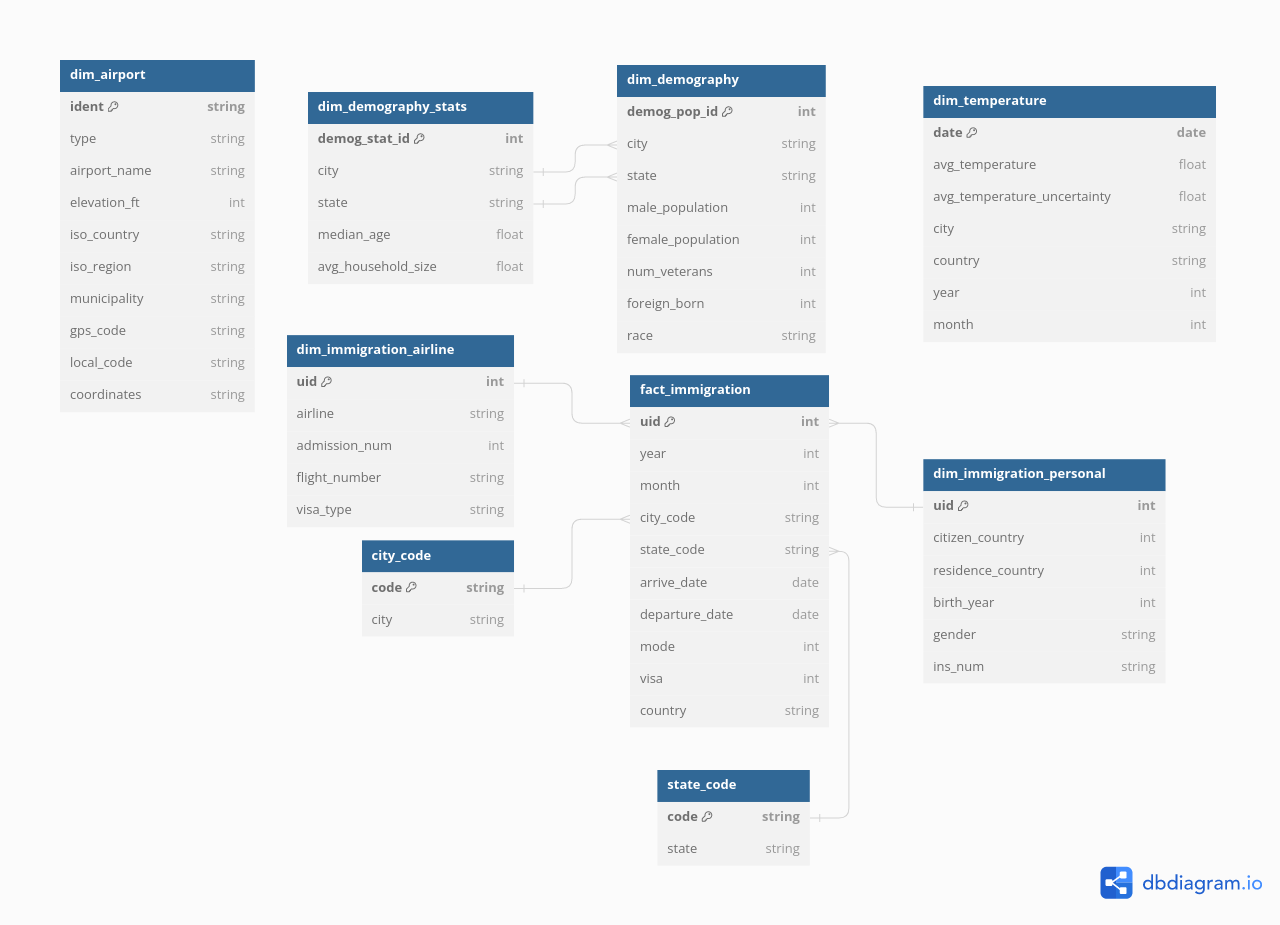 dim_airport
ident string
type string
airport_name string
elevation_ft int
iso_country string
iso_region string
municipality string
gps_code string
local_code string
coordinates string
dim_demography_stats
demog_stat_id int
city string
state string
median_age float
avg_household_size float
dim_demography
demog_pop_id int
city string
state string
male_population int
female_population int
num_veterans int
foreign_born int
race string
dim_temperature
date date
avg_temperature float
avg_temperature_uncertainty float
city string
country string
year int
month int
dim_immigration_airline
uid int
airline string
admission_num int
flight_number string
visa_type string
fact_immigration
uid int
year int
month int
city_code string
state_code string
arrive_date date
departure_date date
mode int
visa int
country string
dim_immigration_personal
uid int
citizen_country int
residence_country int
birth_year int
gender string
ins_num string
city_code
code string
city string
state_code
code string
state string
dbdiagram.io